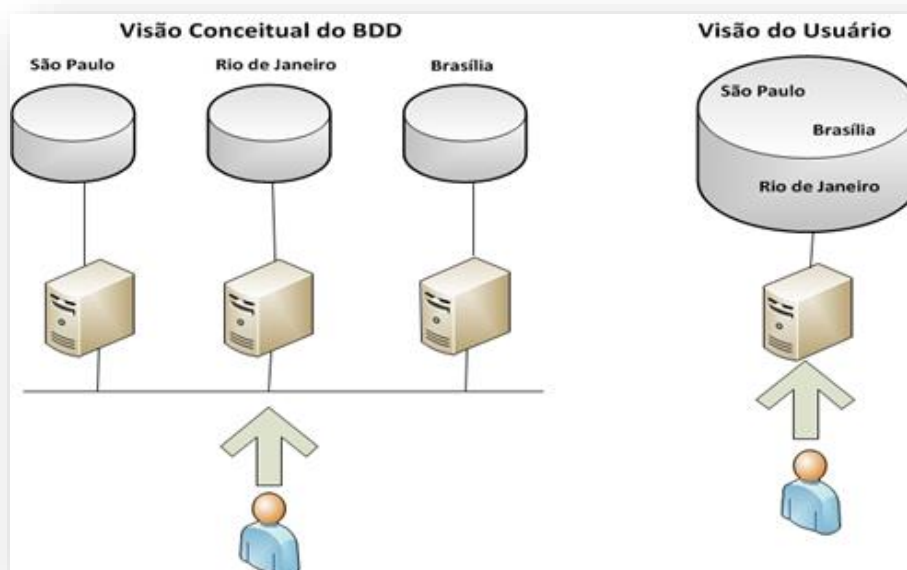 Visão Conceitual do BDD
São Paulo
Rio de Janeiro
Brasília
Visão do Usuário
São Paulo
Brasília
Rio de Janeiro